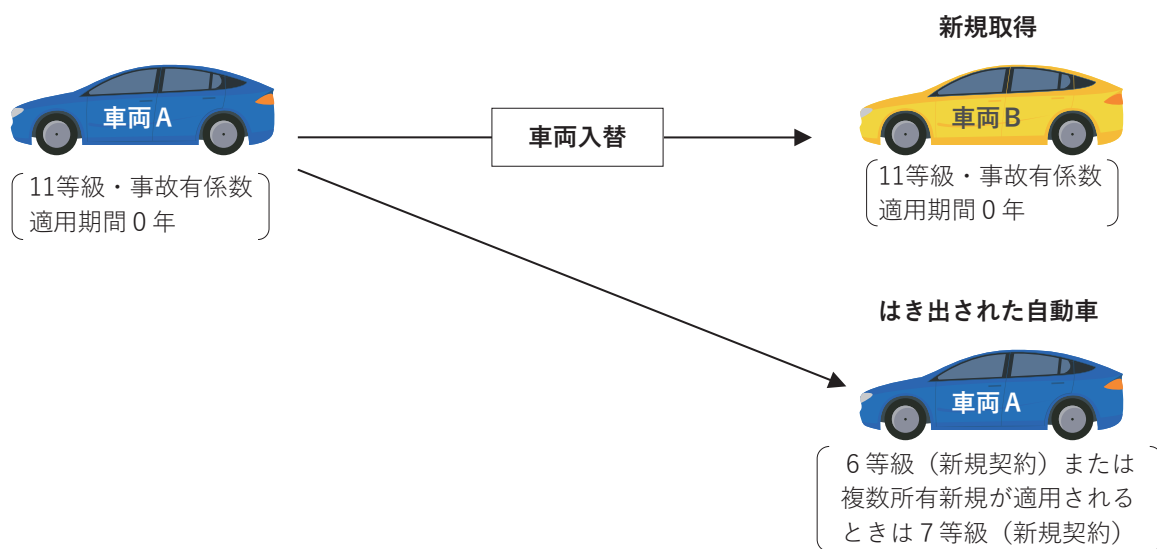 新規取得
車両A
車両入替
車両B
11等級・事故有係数
適用期間0年
11等級・事故有係数
適用期間0年
はき出された自動車
車両A
6等級（新規契約）または
複数所有新規が適用される
ときは7等級（新規契約）